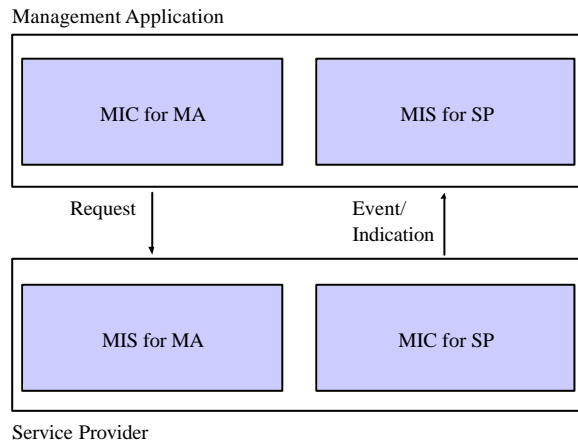 Management Application
MIC for MA
MIS for SP
Request
Event/
Indication
MIS for MA
MIC for SP
Service Provider